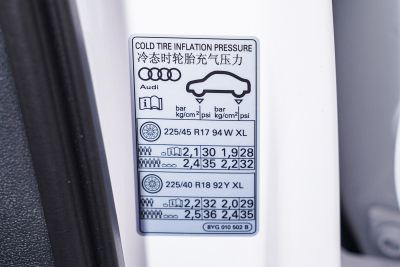 COLD TIRE INFLATION PRESSURE
冷态时轮胎充气压力
Audi
bar kg/cm² psi bar kg/cm² psi
225/45 R17 94 W XL
2,1 30 1,9 28
2,4 35 2,2 32
225/40 R18 92 Y XL
2,2 32 2,0 29
2,5 36 2,4 35
8YG 010 502 B